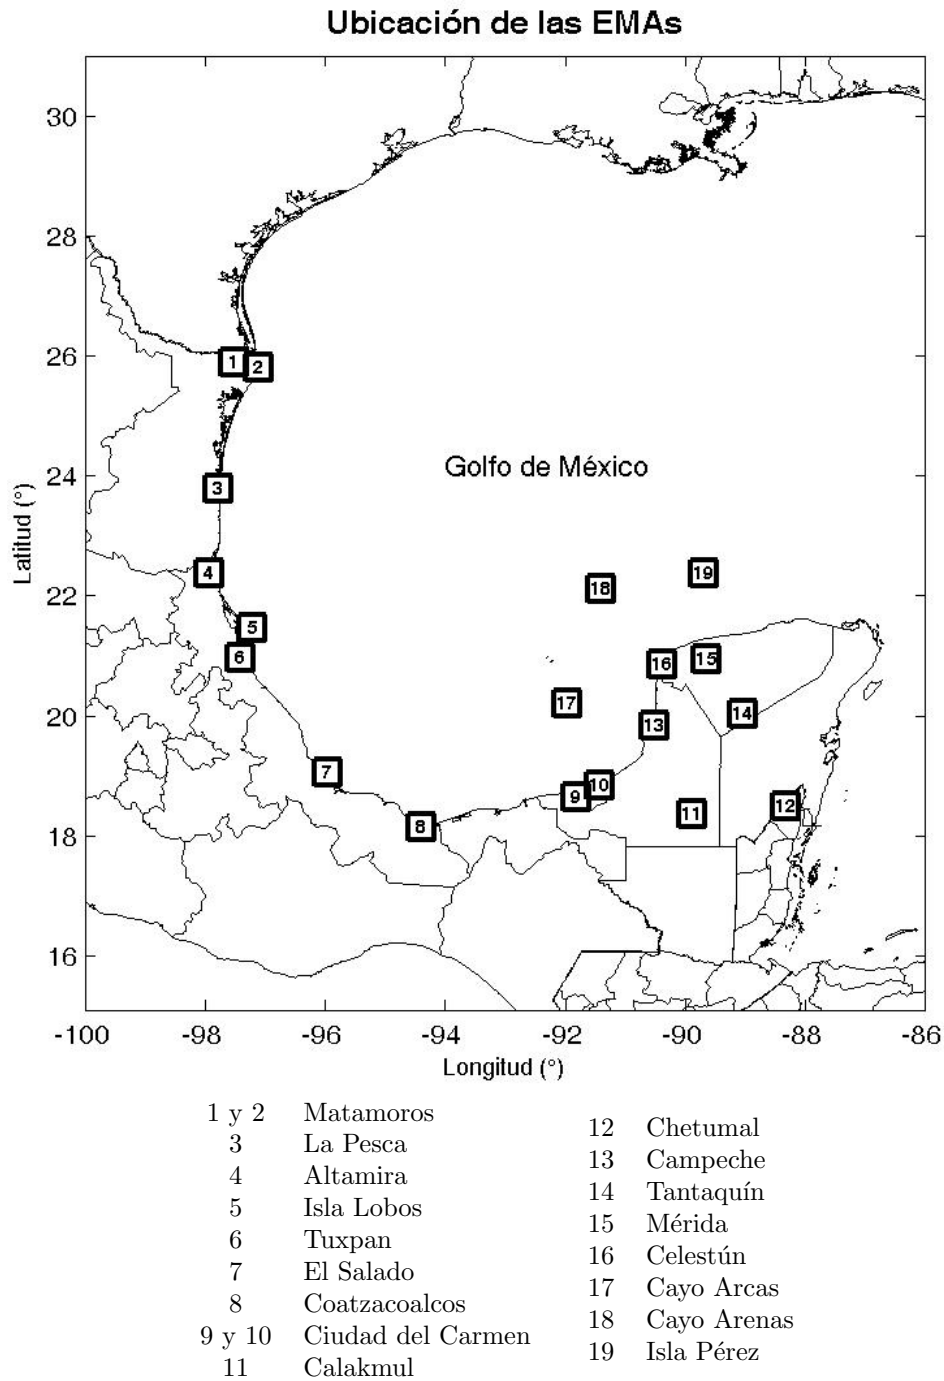 Ubicación de las EMAs
30
28
26
24
22
20
18
16
Latitud (°)
Golfo de México
1
2
3
4
5
6
7
8
9
10
11
12
13
14
15
16
17
18
19
-100 -98 -96 -94 -92 -90 -88 -86
Longitud (°)
1 y 2 Matamoros
3 La Pesca
4 Altamira
5 Isla Lobos
6 Tuxpan
7 El Salado
8 Coatzacoalcos
9 y 10 Ciudad del Carmen
11 Calakmul
12 Chetumal
13 Campeche
14 Tantaquín
15 Mérida
16 Celestún
17 Cayo Arcas
18 Cayo Arenas
19 Isla Pérez